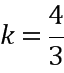 k = 4/3